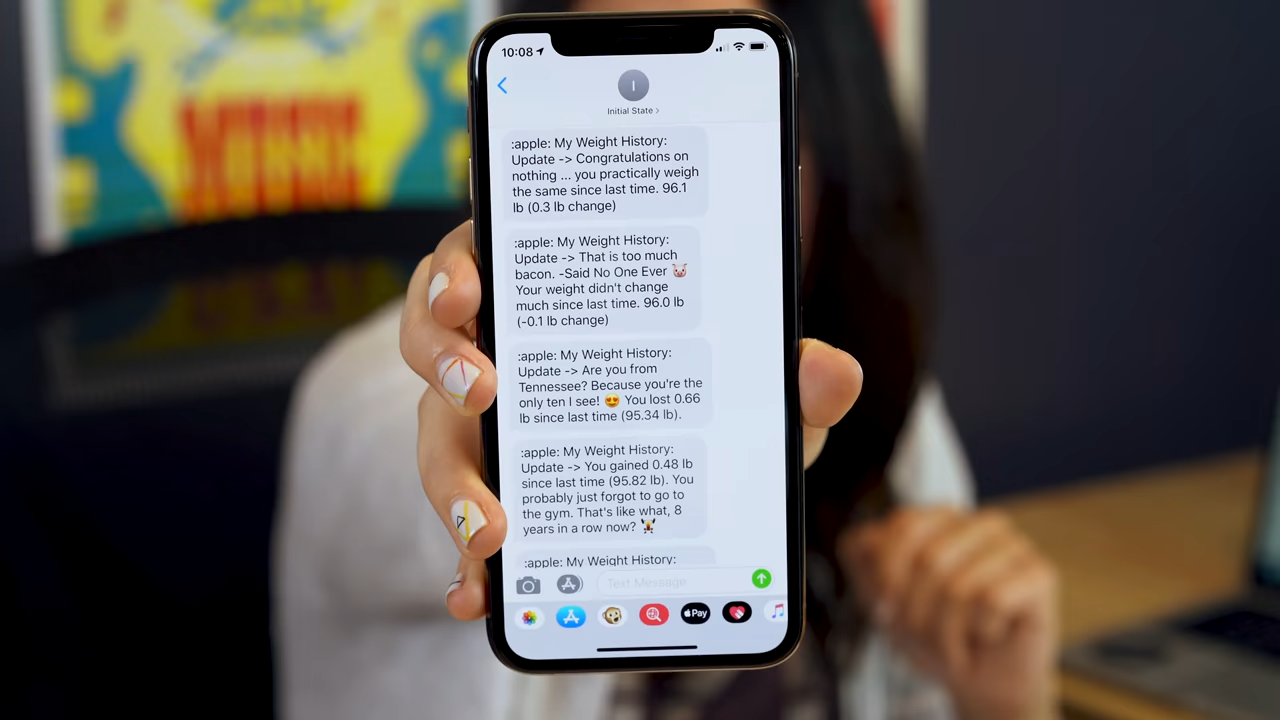 MUSIC
10:08
I
Initial State >
:apple: My Weight History:
Update -> Congratulations on
nothing ... you practically weigh
the same since last time. 96.1
lb (0.3 lb change)
:apple: My Weight History:
Update -> That is too much
bacon. -Said No One Ever 🐷
Your weight didn't change
much since last time. 96.0 lb
(-0.1 lb change)
:apple: My Weight History:
Update -> Are you from
Tennessee? Because you're the
only ten I see! 😍 You lost 0.66
lb since last time (95.34 lb).
:apple: My Weight History:
Update -> You gained 0.48 lb
since last time (95.82 lb). You
probably just forgot to go to
the gym. That's like what, 8
years in a row now?
:apple: My Weight History:
Text Message
Pay